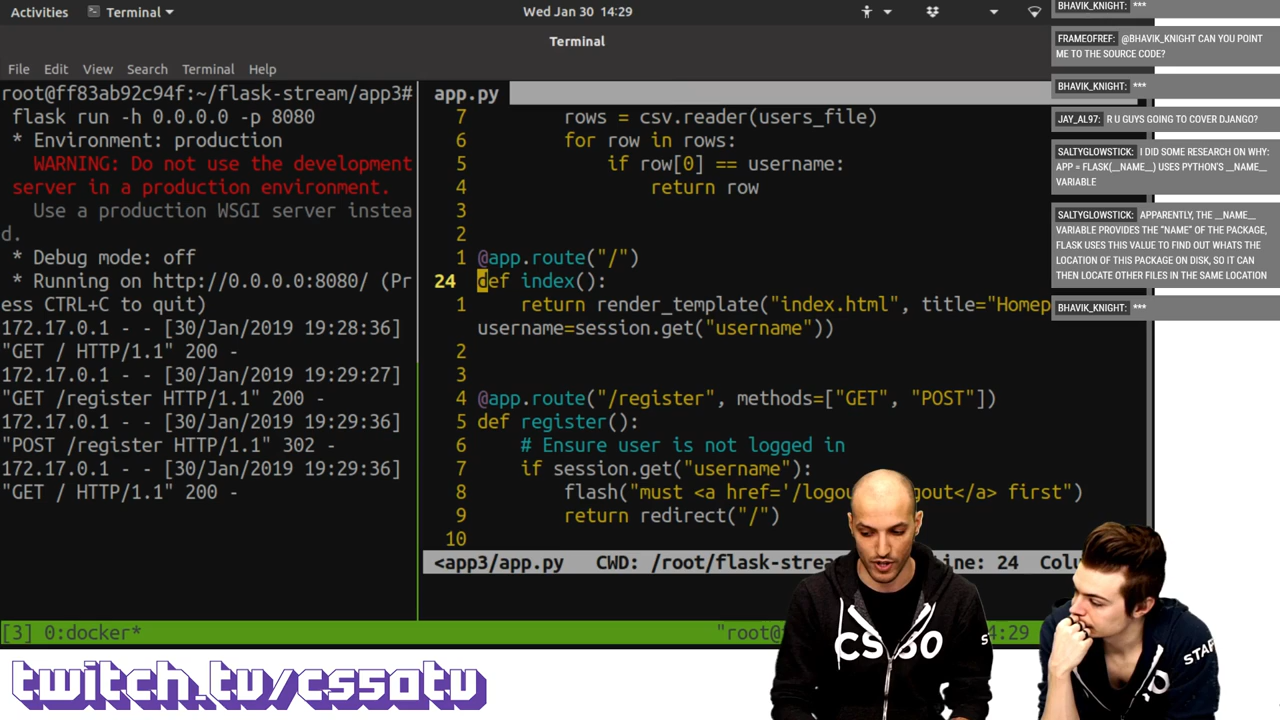 Activities
Terminal
Wed Jan 30 14:29
Terminal
File Edit View Search Terminal Help
root@ff83ab92c94f:~/flask-stream/app3#
flask run -h 0.0.0.0 -p 8080
* Environment: production
WARNING: Do not use the development
server in a production environment.
Use a production WSGI server instea
d.
* Debug mode: off
* Running on http://0.0.0.0:8080/ (Pr
ess CTRL+C to quit)
172.17.0.1 - - [30/Jan/2019 19:28:36]
"GET / HTTP/1.1" 200 -
172.17.0.1 - - [30/Jan/2019 19:29:27]
"GET /register HTTP/1.1" 200 -
172.17.0.1 - - [30/Jan/2019 19:29:36]
"POST /register HTTP/1.1" 302 -
172.17.0.1 - - [30/Jan/2019 19:29:36]
"GET / HTTP/1.1" 200 -
app.py
7 rows = csv.reader(users_file)
6 for row in rows:
5 if row[0] == username:
4 return row
3
2
1 @app.route("/")
24 def index():
1 return render_template("index.html", title="Homep
username=session.get("username"))
2
3
4 @app.route("/register", methods=["GET", "POST"])
5 def register():
6 # Ensure user is not logged in
7 if session.get("username"):
8 flash("must <a href='/logou gout</a> first")
9 return redirect("/")
10
<app3/app.py CWD: /root/flask-strea ine: 24 Colu
[3] 0:docker* "root@ 4:29
BHAVIK_KNIGHT: ***
FRAMEOFREF: @BHAVIK_KNIGHT CAN YOU POINT
ME TO THE SOURCE CODE?
BHAVIK_KNIGHT: ***
JAY_AL97: R U GUYS GOING TO COVER DJANGO?
SALTYGLOWSTICK: I DID SOME RESEARCH ON WHY:
APP = FLASK(__NAME__) USES PYTHON'S __NAME__
VARIABLE
SALTYGLOWSTICK: APPARENTLY, THE __NAME__
VARIABLE PROVIDES THE "NAME" OF THE PACKAGE,
FLASK USES THIS VALUE TO FIND OUT WHATS THE
LOCATION OF THIS PACKAGE ON DISK, SO IT CAN
THEN LOCATE OTHER FILES IN THE SAME LOCATION
BHAVIK_KNIGHT: ***
CS50
STAF
twitch.tv/cs50tv